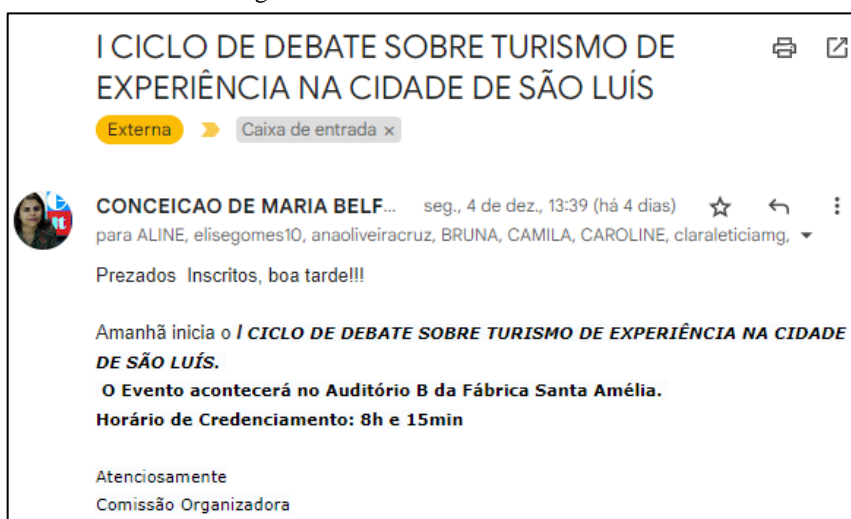 I CICLO DE DEBATE SOBRE TURISMO DE
EXPERIÊNCIA NA CIDADE DE SÃO LUÍS
Externa Caixa de entrada ×
CONCEICAO DE MARIA BELF... seg., 4 de dez., 13:39 (há 4 dias)
para ALINE, elisegomes10, anaoliveiracruz, BRUNA, CAMILA, CAROLINE, claraleticiamg,
Prezados Inscritos, boa tarde!!!
Amanhã inicia o I CICLO DE DEBATE SOBRE TURISMO DE EXPERIÊNCIA NA CIDADE
DE SÃO LUÍS.
O Evento acontecerá no Auditório B da Fábrica Santa Amélia.
Horário de Credenciamento: 8h e 15min
Atenciosamente
Comissão Organizadora